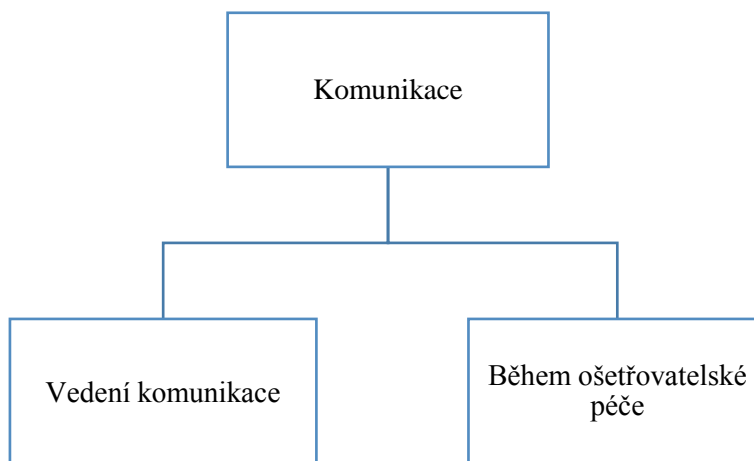 Komunikace
Vedení komunikace
Během ošetřovatelské
péče